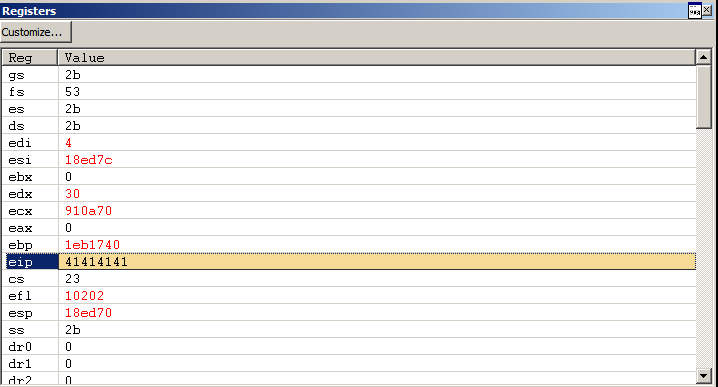 Registers
Customize...
Reg Value
gs 2b
fs 53
es 2b
ds 2b
edi 4
esi 18ed7c
ebx 0
edx 30
ecx 910a70
eax 0
ebp 1eb1740
eip 41414141
cs 23
efl 10202
esp 18ed70
ss 2b
dr0 0
dr1 0
dr2 0